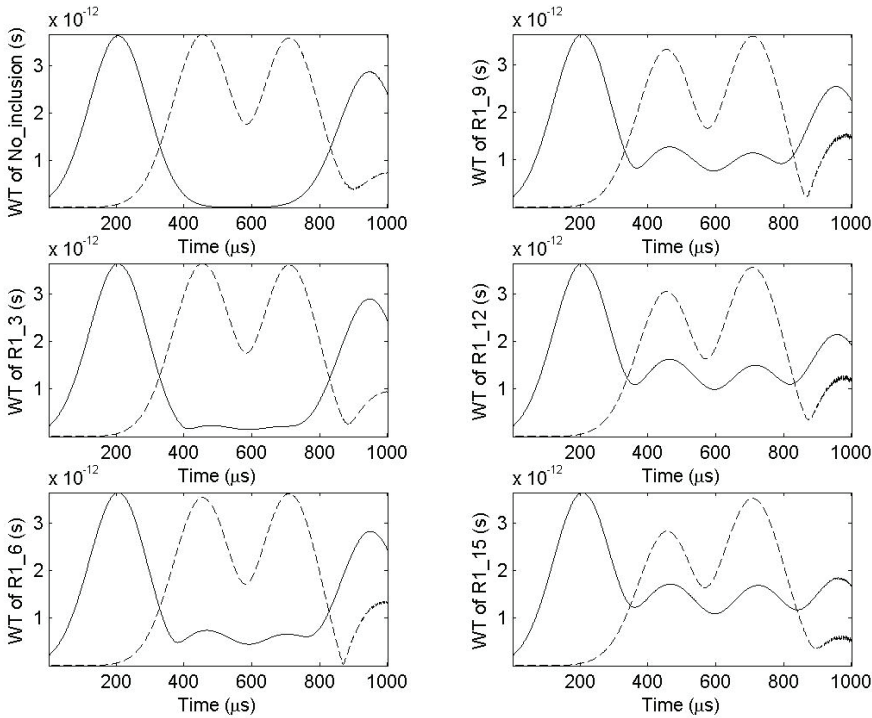 x 10-12
3
2
1
WT of No_inclusion (s)
200 400 600 800 1000
Time (μs)
x 10-12
3
2
1
WT of R1_3 (s)
200 400 600 800 1000
Time (μs)
x 10-12
3
2
1
WT of R1_6 (s)
200 400 600 800 1000
Time (μs)
x 10-12
3
2
1
WT of R1_9 (s)
200 400 600 800 1000
Time (μs)
x 10-12
3
2
1
WT of R1_12 (s)
200 400 600 800 1000
Time (μs)
x 10-12
3
2
1
WT of R1_15 (s)
200 400 600 800 1000
Time (μs)